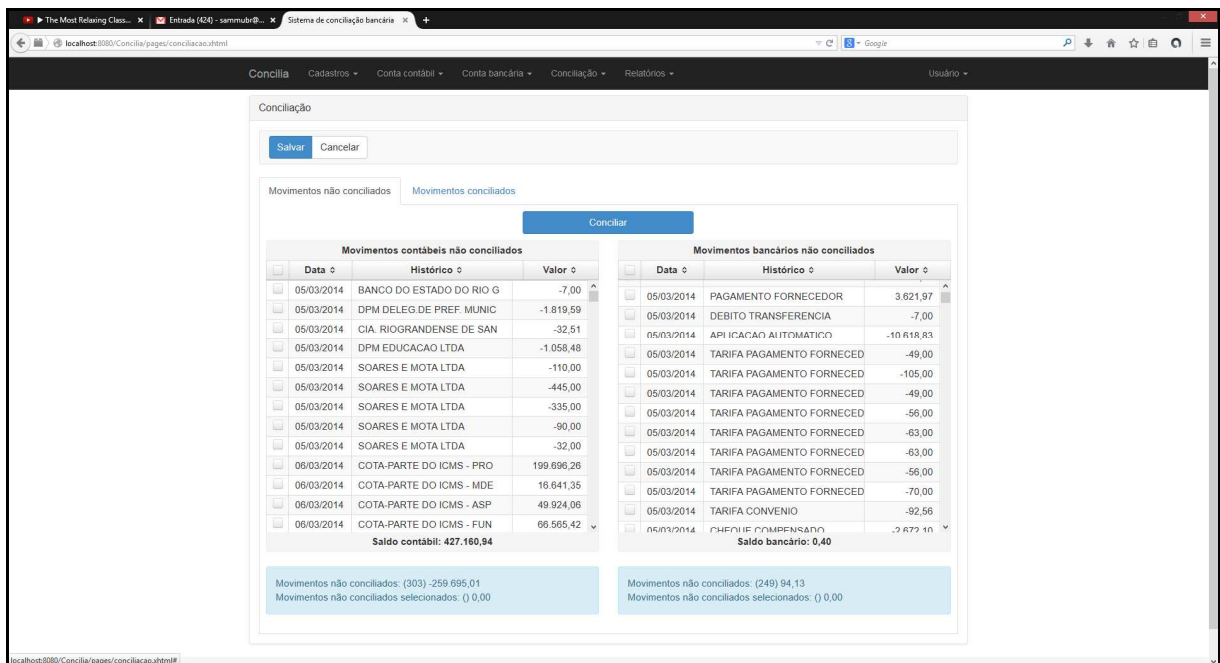 ▶ The Most Relaxing Class... × Entrada (424) - sammubr@... × Sistema de conciliação bancária × +
localhost:8080/Concilia/pages/conciliacao.xhtml Google
Concilia Cadastros Conta contábil Conta bancária Conciliação Relatórios Usuário
Conciliação
Salvar Cancelar
Movimentos não conciliados Movimentos conciliados
Conciliar
Movimentos contábeis não conciliados
Data Histórico Valor
05/03/2014 BANCO DO ESTADO DO RIO G -7,00
05/03/2014 DPM DELEG.DE PREF. MUNIC -1.819,59
05/03/2014 CIA. RIOGRANDENSE DE SAN -32,51
05/03/2014 DPM EDUCACAO LTDA -1.058,48
05/03/2014 SOARES E MOTA LTDA -110,00
05/03/2014 SOARES E MOTA LTDA -445,00
05/03/2014 SOARES E MOTA LTDA -335,00
05/03/2014 SOARES E MOTA LTDA -90,00
05/03/2014 SOARES E MOTA LTDA -32,00
06/03/2014 COTA-PARTE DO ICMS - PRO 199.696,26
06/03/2014 COTA-PARTE DO ICMS - MDE 16.641,35
06/03/2014 COTA-PARTE DO ICMS - ASP 49.924,06
06/03/2014 COTA-PARTE DO ICMS - FUN 66.565,42
Saldo contábil: 427.160,94
Movimentos não conciliados: (303) -259.695,01
Movimentos não conciliados selecionados: () 0,00
Movimentos bancários não conciliados
Data Histórico Valor
05/03/2014 PAGAMENTO FORNECEDOR 3.621,97
05/03/2014 DEBITO TRANSFERENCIA -7,00
05/03/2014 APLICACAO AUTOMATICO -10.618,83
05/03/2014 TARIFA PAGAMENTO FORNECED -49,00
05/03/2014 TARIFA PAGAMENTO FORNECED -105,00
05/03/2014 TARIFA PAGAMENTO FORNECED -49,00
05/03/2014 TARIFA PAGAMENTO FORNECED -56,00
05/03/2014 TARIFA PAGAMENTO FORNECED -63,00
05/03/2014 TARIFA PAGAMENTO FORNECED -63,00
05/03/2014 TARIFA PAGAMENTO FORNECED -56,00
05/03/2014 TARIFA PAGAMENTO FORNECED -70,00
05/03/2014 TARIFA CONVENIO -92,56
05/03/2014 CHEQUE COMPENSADO -2.672,10
Saldo bancário: 0,40
Movimentos não conciliados: (249) 94,13
Movimentos não conciliados selecionados: () 0,00
localhost:8080/Concilia/pages/conciliacao.xhtml#